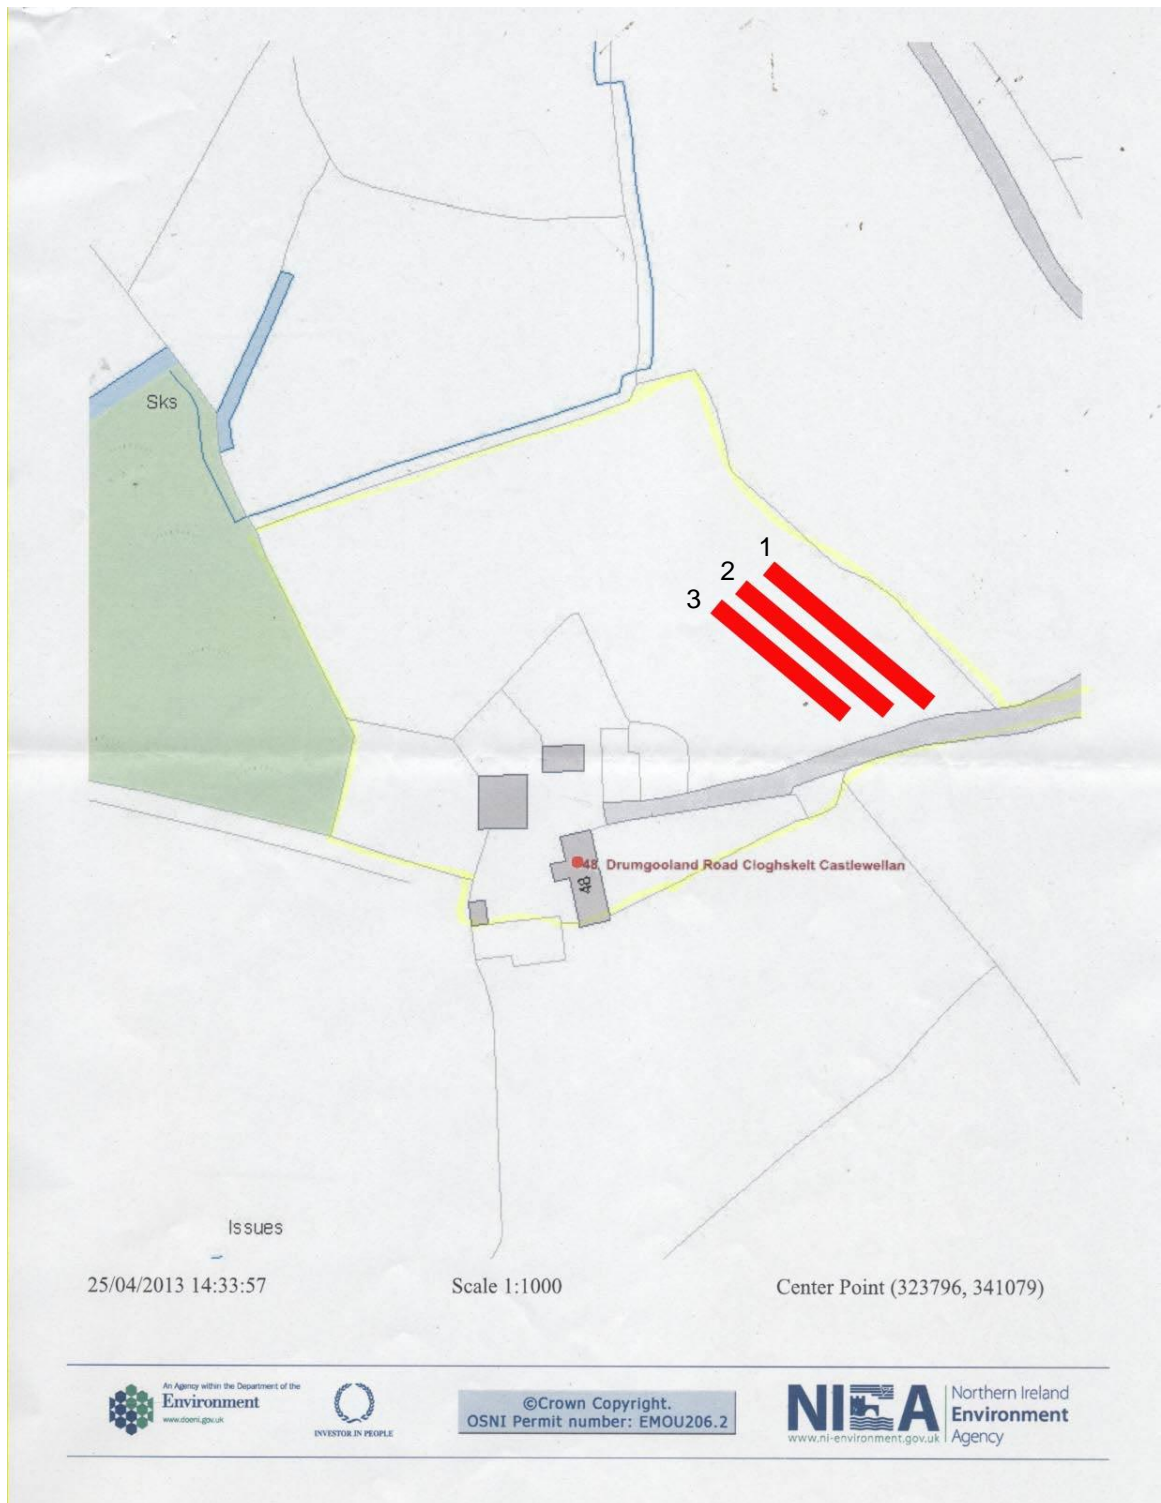 Sks
1
2
3
48, Drumgooland Road Cloghskelt Castlewellan
48
Issues
25/04/2013 14:33:57
Scale 1:1000
Center Point (323796, 341079)
An Agency within the Department of the
Environment
www.doeni.gov.uk
INVESTOR IN PEOPLE
©Crown Copyright.
OSNI Permit number: EMOU206.2
NIEA
www.ni-environment.gov.uk
Northern Ireland
Environment
Agency